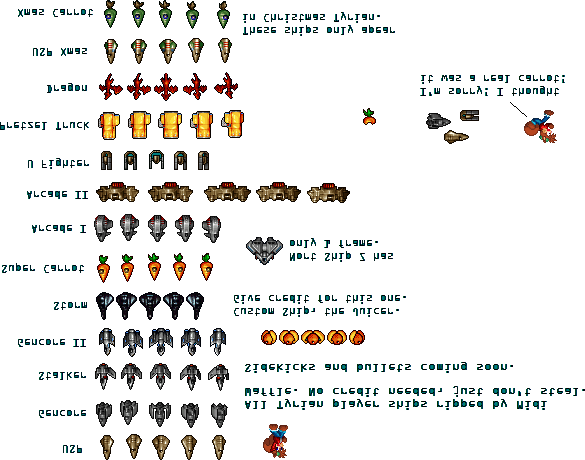 USP
Gencore
All Tyrian player ships ripped by Midi
Waffle. No credit needed, just don't steal.
Stalker
Sidekicks and bullets coming soon.
Gencore II
Storm
Custom Ship, the Juicer.
Give credit for this one.
Super Carrot
Nort Ship Z has
only 1 frame.
Arcade I
Arcade II
U Fighter
Pretzel Truck
Dragon
I'm sorry! I thought
it was a real carrot!
USP Xmas
These ships only apear
in Christmas Tyrian.
Xmas Carrot